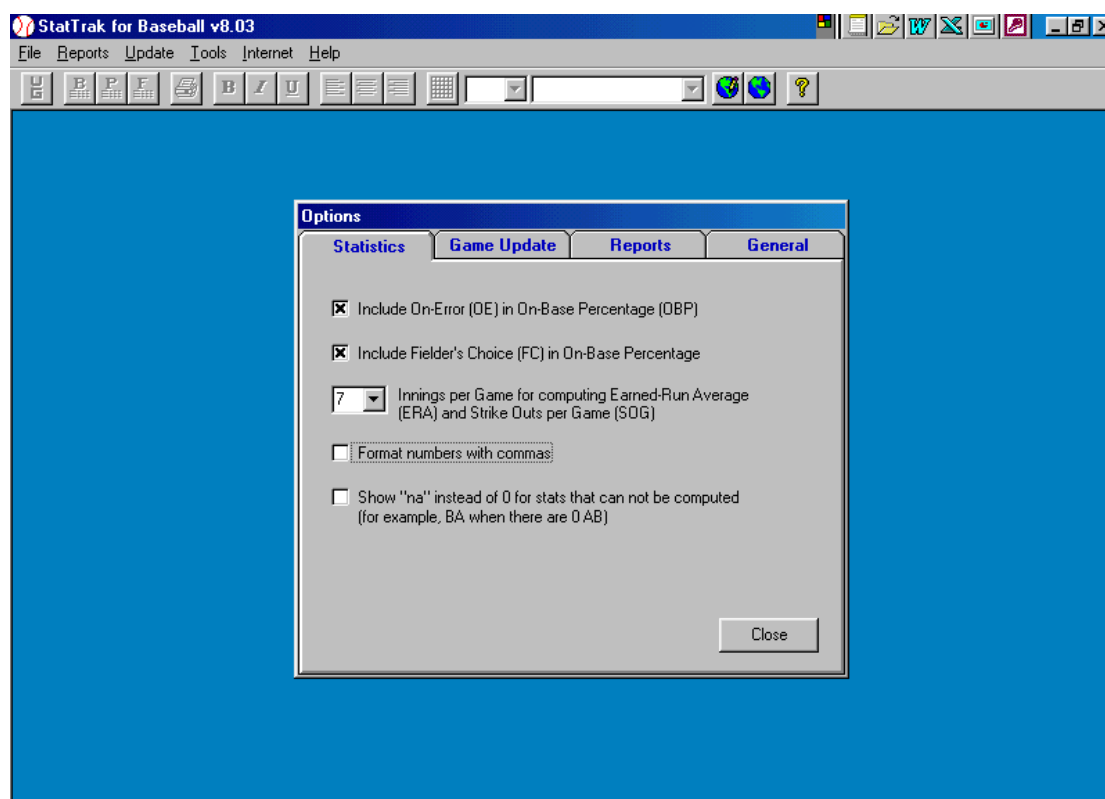 StatTrak for Baseball v8.03
File Reports Update Tools Internet Help
UG B P F B I U ?
Options
Statistics Game Update Reports General
Include On-Error (OE) in On-Base Percentage (OBP)
Include Fielder's Choice (FC) in On-Base Percentage
7 Innings per Game for computing Earned-Run Average
(ERA) and Strike Outs per Game (SOG)
Format numbers with commas
Show "na" instead of 0 for stats that can not be computed
(for example, BA when there are 0 AB)
Close